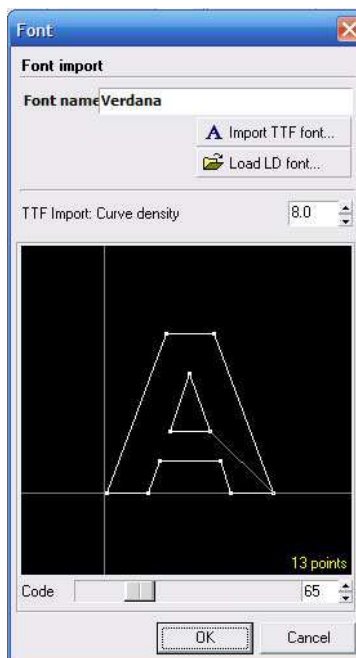 Font
Font import
Font name Verdana
Import TTF font...
Load LD font...
TTF Import: Curve density 8.0
13 points
Code 65
OK Cancel